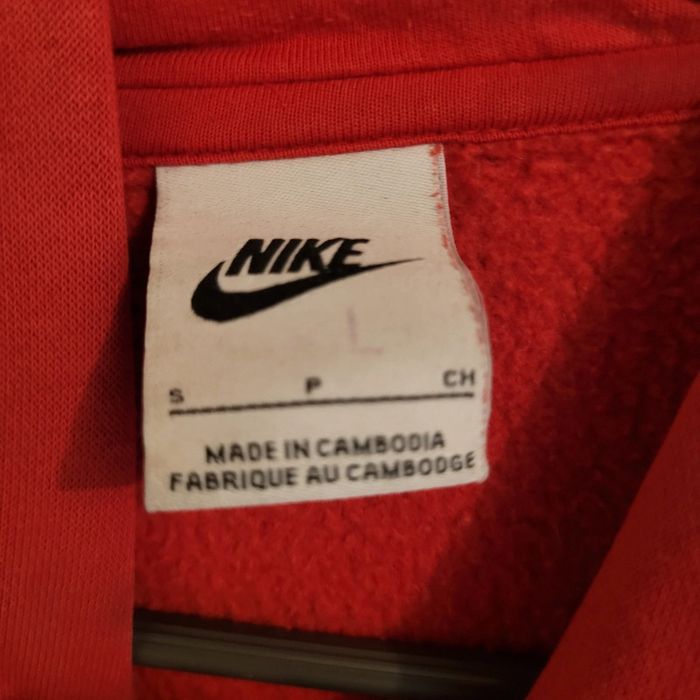 NIKE
L
S P CH
MADE IN CAMBODIA
FABRIQUE AU CAMBODGE